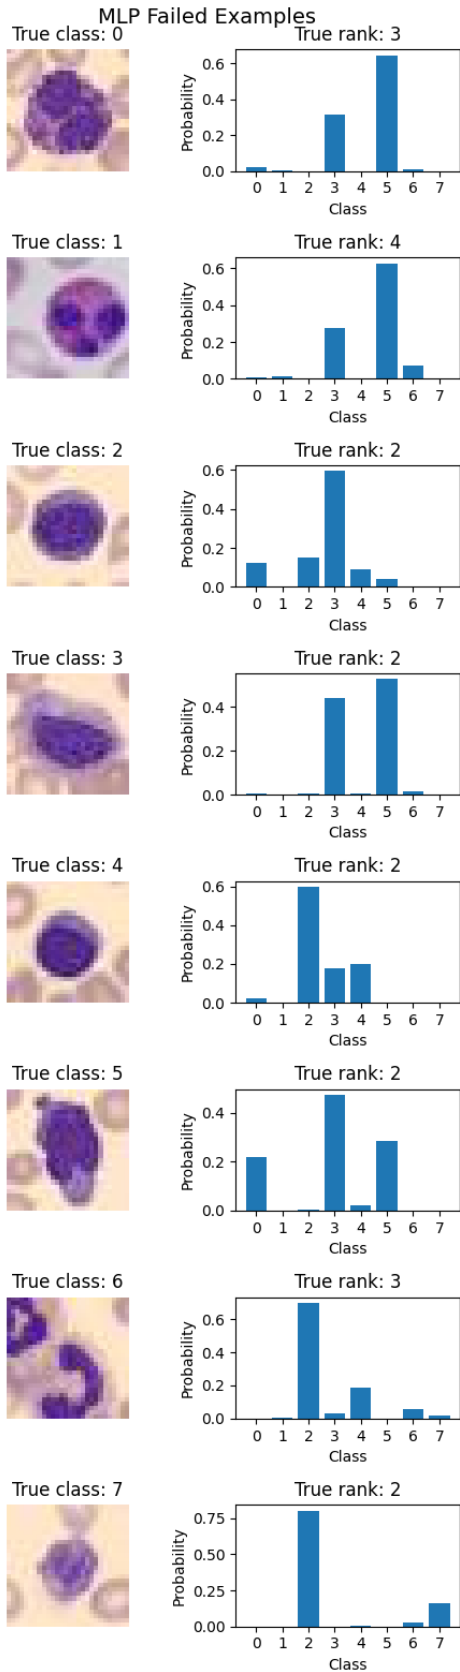 MLP Failed Examples
True class: 0
True rank: 3
Probability
0.6
0.4
0.2
0.0
0 1 2 3 4 5 6 7
Class
True class: 1
True rank: 4
Probability
0.6
0.4
0.2
0.0
0 1 2 3 4 5 6 7
Class
True class: 2
True rank: 2
Probability
0.6
0.4
0.2
0.0
0 1 2 3 4 5 6 7
Class
True class: 3
True rank: 2
Probability
0.4
0.2
0.0
0 1 2 3 4 5 6 7
Class
True class: 4
True rank: 2
Probability
0.6
0.4
0.2
0.0
0 1 2 3 4 5 6 7
Class
True class: 5
True rank: 2
Probability
0.4
0.2
0.0
0 1 2 3 4 5 6 7
Class
True class: 6
True rank: 3
Probability
0.6
0.4
0.2
0.0
0 1 2 3 4 5 6 7
Class
True class: 7
True rank: 2
Probability
0.75
0.50
0.25
0.00
0 1 2 3 4 5 6 7
Class